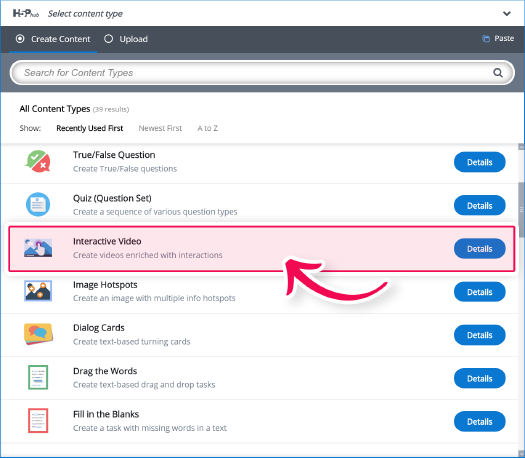 H-P hub Select content type
Create Content Upload Paste
Search for Content Types
All Content Types (39 results)
Show: Recently Used First Newest First A to Z
True/False Question
Create True/False questions
Details
Quiz (Question Set)
Create a sequence of various question types
Details
Interactive Video
Create videos enriched with interactions
Details
Image Hotspots
Create an image with multiple info hotspots
Details
Dialog Cards
Create text-based turning cards
Details
Drag the Words
Create text-based drag and drop tasks
Details
Fill in the Blanks
Create a task with missing words in a text
Details